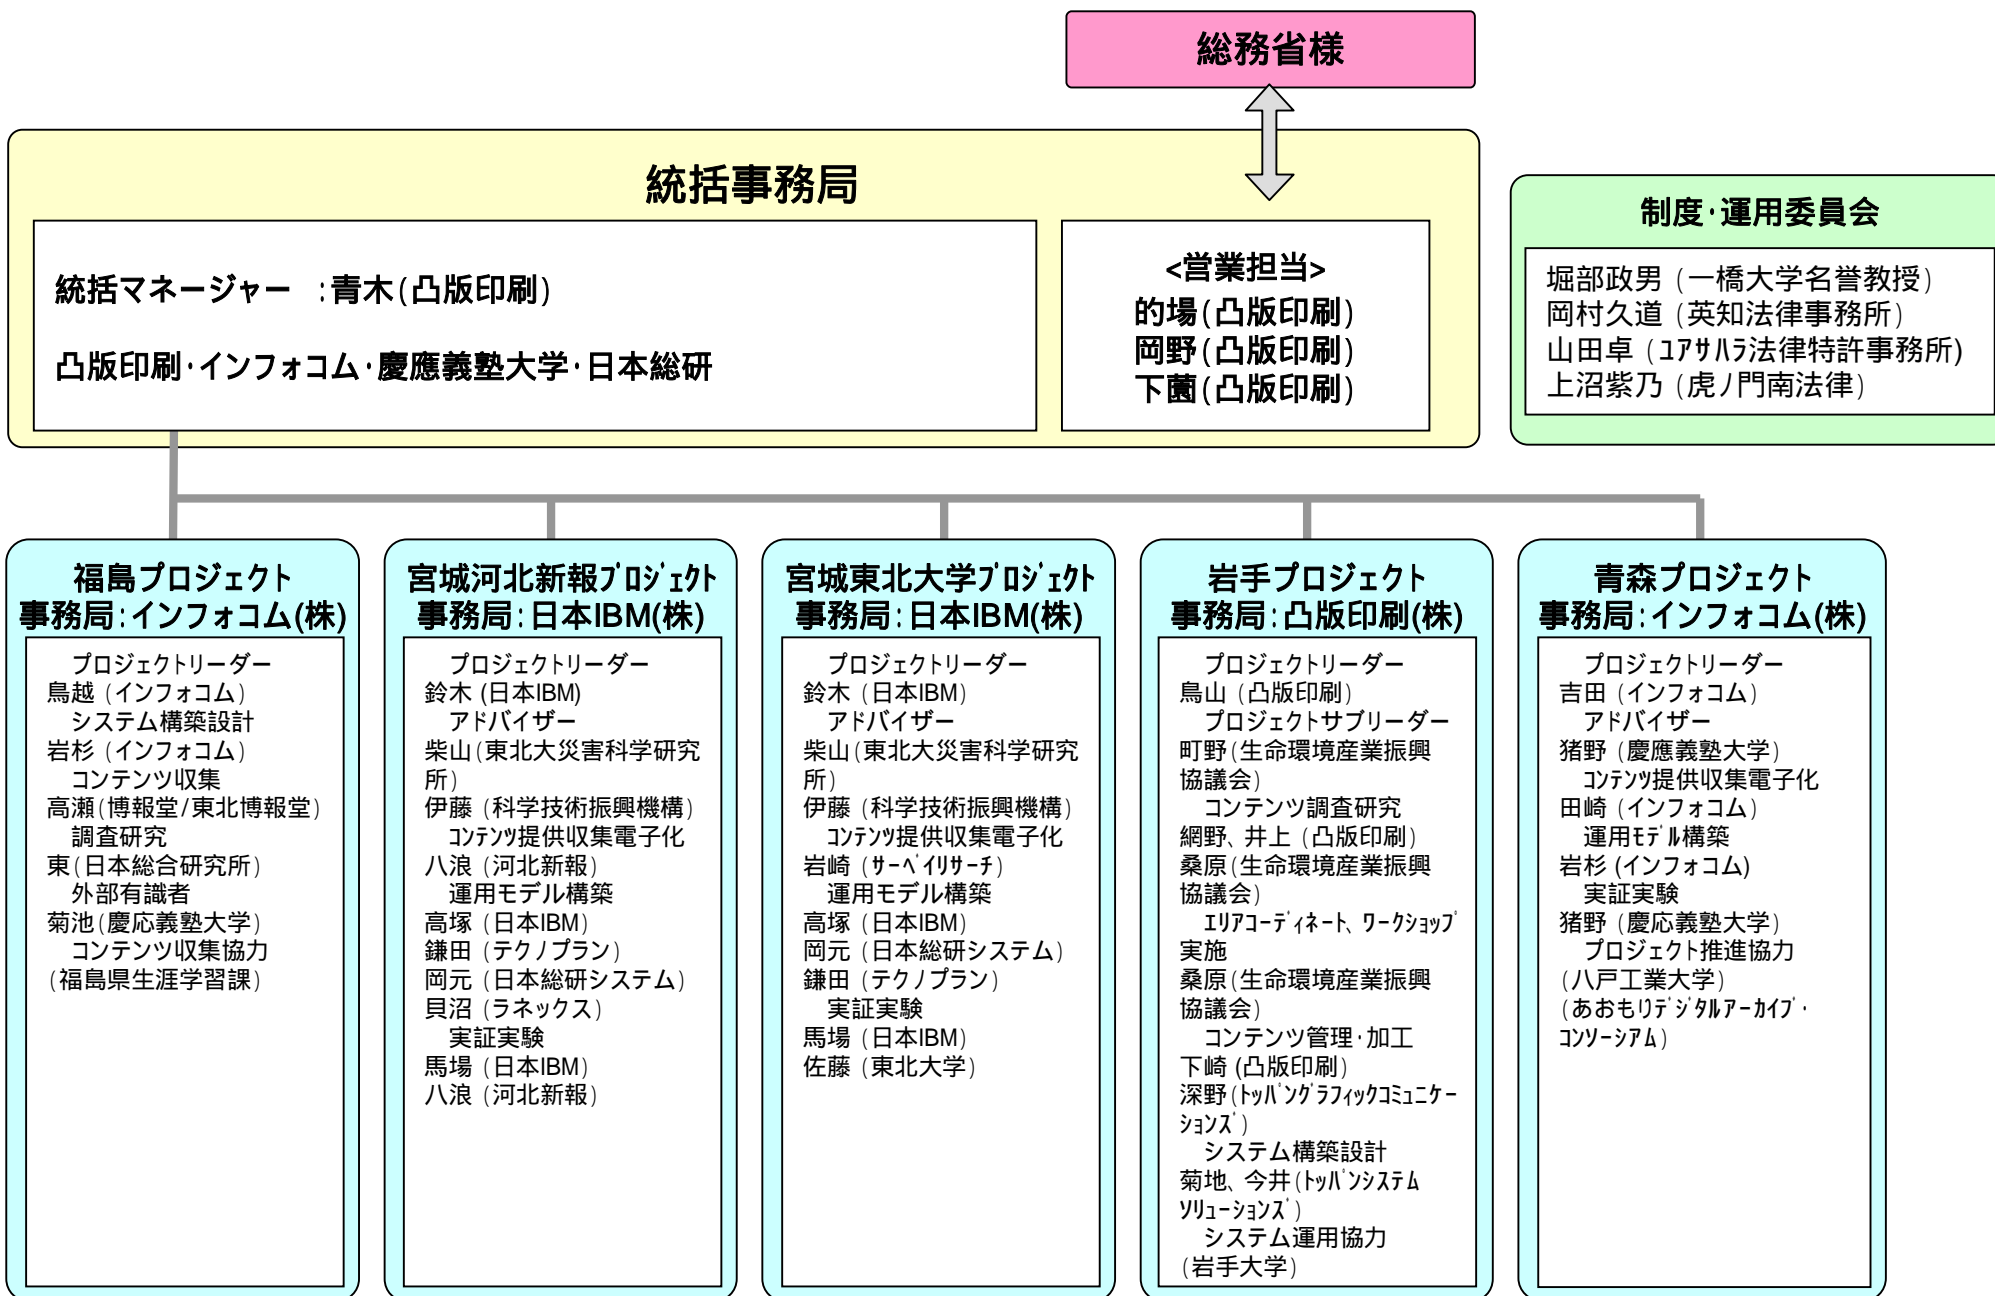 総務省様
統括事務局
統括マネージャー　:青木(凸版印刷)
凸版印刷・インフォコム・慶應義塾大学・日本総研
<営業担当>
的場(凸版印刷)
岡野(凸版印刷)
下薗(凸版印刷)
制度・運用委員会
堀部政男 (一橋大学名誉教授)
岡村久道 (英知法律事務所)
山田卓 (ﾕｱｻﾊﾗ法律特許事務所)
上沼紫乃 (虎ノ門南法律)
福島プロジェクト
事務局:インフォコム(株)
プロジェクトリーダー
鳥越 (インフォコム)
システム構築設計
岩杉 (インフォコム)
コンテンツ収集
高瀬(博報堂/東北博報堂)
調査研究
東(日本総合研究所)
外部有識者
菊池(慶応義塾大学)
コンテンツ収集協力
(福島県生涯学習課)
宮城河北新報ﾌﾟﾛｼﾞｪｸﾄ
事務局:日本IBM(株)
プロジェクトリーダー
鈴木 (日本IBM)
アドバイザー
柴山(東北大災害科学研究
所)
伊藤 (科学技術振興機構)
ｺﾝﾃﾝﾂ提供収集電子化
八浪 (河北新報)
運用モデル構築
高塚 (日本IBM)
鎌田 (テクノプラン)
岡元 (日本総研システム)
貝沼 (ラネックス)
実証実験
馬場 (日本IBM)
八浪 (河北新報)
宮城東北大学ﾌﾟﾛｼﾞｪｸﾄ
事務局:日本IBM(株)
プロジェクトリーダー
鈴木 (日本IBM)
アドバイザー
柴山(東北大災害科学研究
所)
伊藤 (科学技術振興機構)
ｺﾝﾃﾝﾂ提供収集電子化
岩崎 (ｻｰﾍﾞｲﾘｻｰﾁ)
運用モデル構築
高塚 (日本IBM)
岡元 (日本総研システム)
鎌田 (テクノプラン)
実証実験
馬場 (日本IBM)
佐藤 (東北大学)
岩手プロジェクト
事務局:凸版印刷(株)
プロジェクトリーダー
鳥山 (凸版印刷)
プロジェクトサブリーダー
町野(生命環境産業振興
協議会)
コンテンツ調査研究
網野、井上 (凸版印刷)
桑原(生命環境産業振興
協議会)
ｴﾘｱｺｰﾃﾞｨﾈｰﾄ、ﾜｰｸｼｮｯﾌﾟ
実施
桑原(生命環境産業振興
協議会)
コンテンツ管理・加工
下崎 (凸版印刷)
深野(ﾄｯﾊﾟﾝｸﾞﾗﾌｨｯｸｺﾐｭﾆｹｰ
ｼｮﾝｽﾞ)
システム構築設計
菊地、今井(ﾄｯﾊﾟﾝｼｽﾃﾑ
ｿﾘｭｰｼｮﾝｽﾞ)
システム運用協力
(岩手大学)
青森プロジェクト
事務局:インフォコム(株)
プロジェクトリーダー
吉田 (インフォコム)
アドバイザー
猪野 (慶應義塾大学)
ｺﾝﾃﾝﾂ提供収集電子化
田崎 (インフォコム)
運用ﾓﾃﾞﾙ構築
岩杉 (インフォコム)
実証実験
猪野 (慶応義塾大学)
プロジェクト推進協力
(八戸工業大学)
(あおもりﾃﾞｼﾞﾀﾙｱｰｶｲﾌﾞ・
ｺﾝｿｰｼｱﾑ)